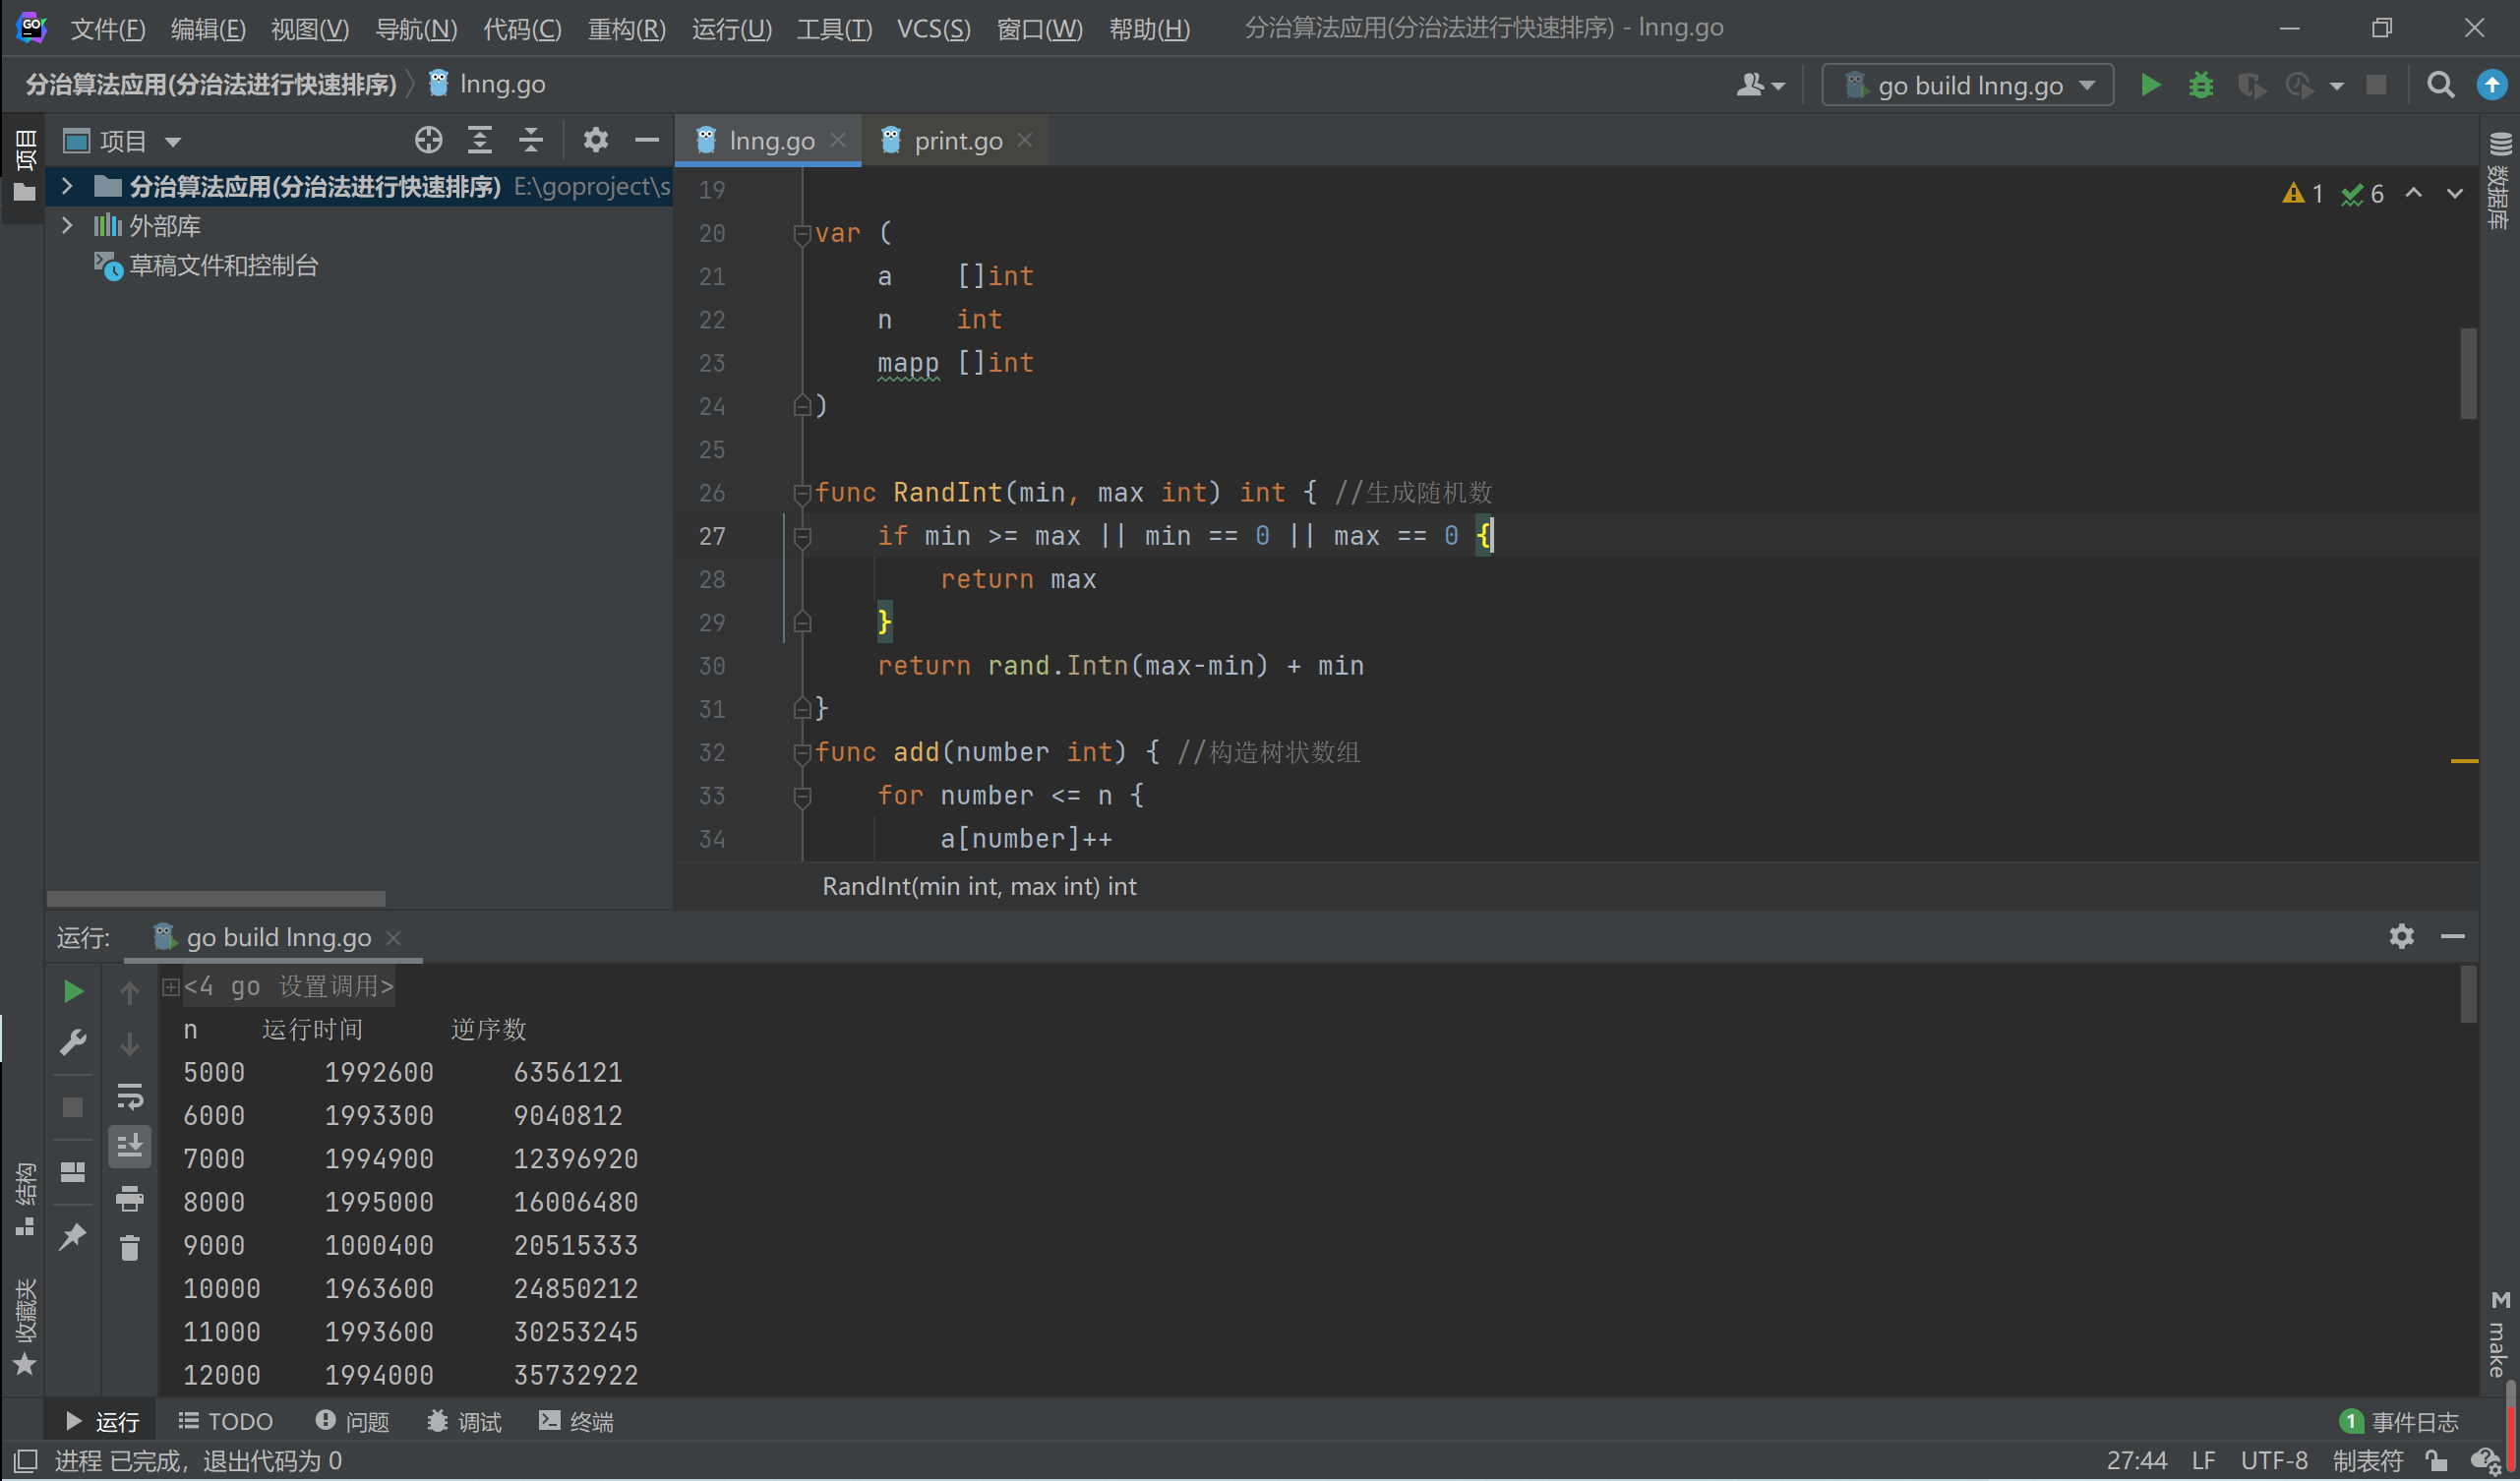 文件(F) 编辑(E) 视图(V) 导航(N) 代码(C) 重构(R) 运行(U) 工具(T) VCS(S) 窗口(W) 帮助(H) 分治算法应用(分治法进行快速排序) - lnng.go
分治算法应用(分治法进行快速排序) lnng.go go build lnng.go
项目
项目
lnng.go
print.go
数据库
分治算法应用(分治法进行快速排序) E:\goproject\s
外部库
草稿文件和控制台
1 6
19
20 var (
21 a []int
22 n int
23 mapp []int
24 )
25
26 func RandInt(min, max int) int { //生成随机数
27 if min >= max || min == 0 || max == 0 {
28 return max
29 }
30 return rand.Intn(max-min) + min
31 }
32 func add(number int) { //构造树状数组
33 for number <= n {
34 a[number]++
RandInt(min int, max int) int
运行: go build lnng.go
<4 go 设置调用>
n 运行时间 逆序数
5000 1992600 6356121
6000 1993300 9040812
7000 1994900 12396920
8000 1995000 16006480
9000 1000400 20515333
10000 1963600 24850212
11000 1993600 30253245
12000 1994000 35732922
结构
收藏夹
M make
运行 TODO 问题 调试 终端 1 事件日志
进程 已完成，退出代码为 0 27:44 LF UTF-8 制表符